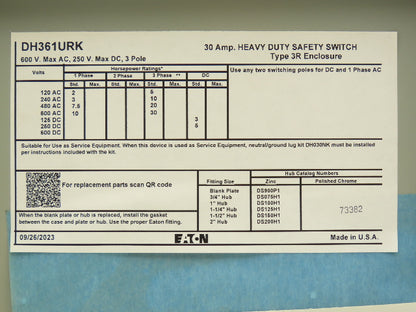 DH361URK
30 Amp. HEAVY DUTY SAFETY SWITCH
600 V. Max AC, 250 V. Max DC, 3 Pole
Type 3R Enclosure
Horsepower Ratings*
Volts 1 Phase 2 Phase 3 Phase ** DC
Std. Max. Std. Max. Std. Max. Std. Max.
Use any two switching poles for DC and 1 Phase AC
120 AC 2
240 AC 3 10
480 AC 7.5 20
600 AC 10 30
125 DC 3
250 DC 5
600 DC
Suitable for Use as Service Equipment. When this device is used as Service Equipment, neutral/ground lug kit DH030NK must be installed
per instructions included with the kit.
For replacement parts scan QR code
When the blank plate or hub is replaced, install the gasket
between the case and plate or hub. Use the proper Eaton fitting.
Hub Catalog Numbers
Fitting Size Zinc Polished Chrome
Blank Plate DS900P1
3/4" Hub DS075H1
1" Hub DS100H1
1-1/4" Hub DS125H1
1-1/2" Hub DS150H1
2" Hub DS200H1
73382
09/26/2023
EATON
Made in U.S.A.